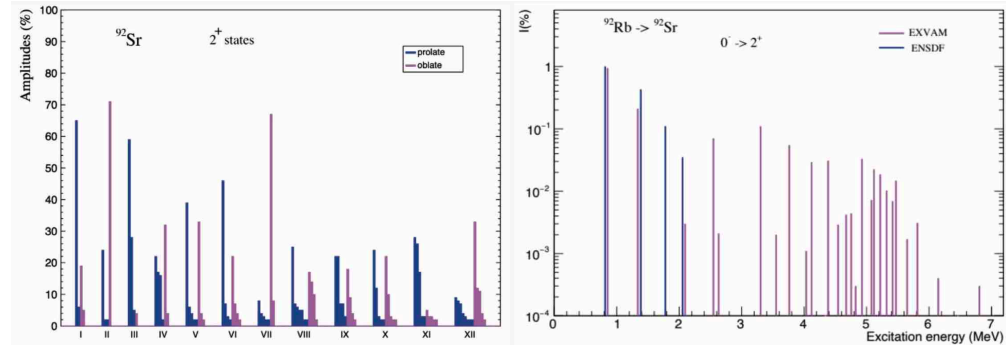 ⁹²Sr 2⁺ states
prolate
oblate
Amplitudes (%)
100
90
80
70
60
50
40
30
20
10
0
I II III IV V VI VII VIII IX X XI XII
⁹²Rb -> ⁹²Sr
0⁻ -> 2⁺
EXVAM
ENSDF
I(%)
1
10⁻¹
10⁻²
10⁻³
10⁻⁴
0 1 2 3 4 5 6 7
Excitation energy (MeV)